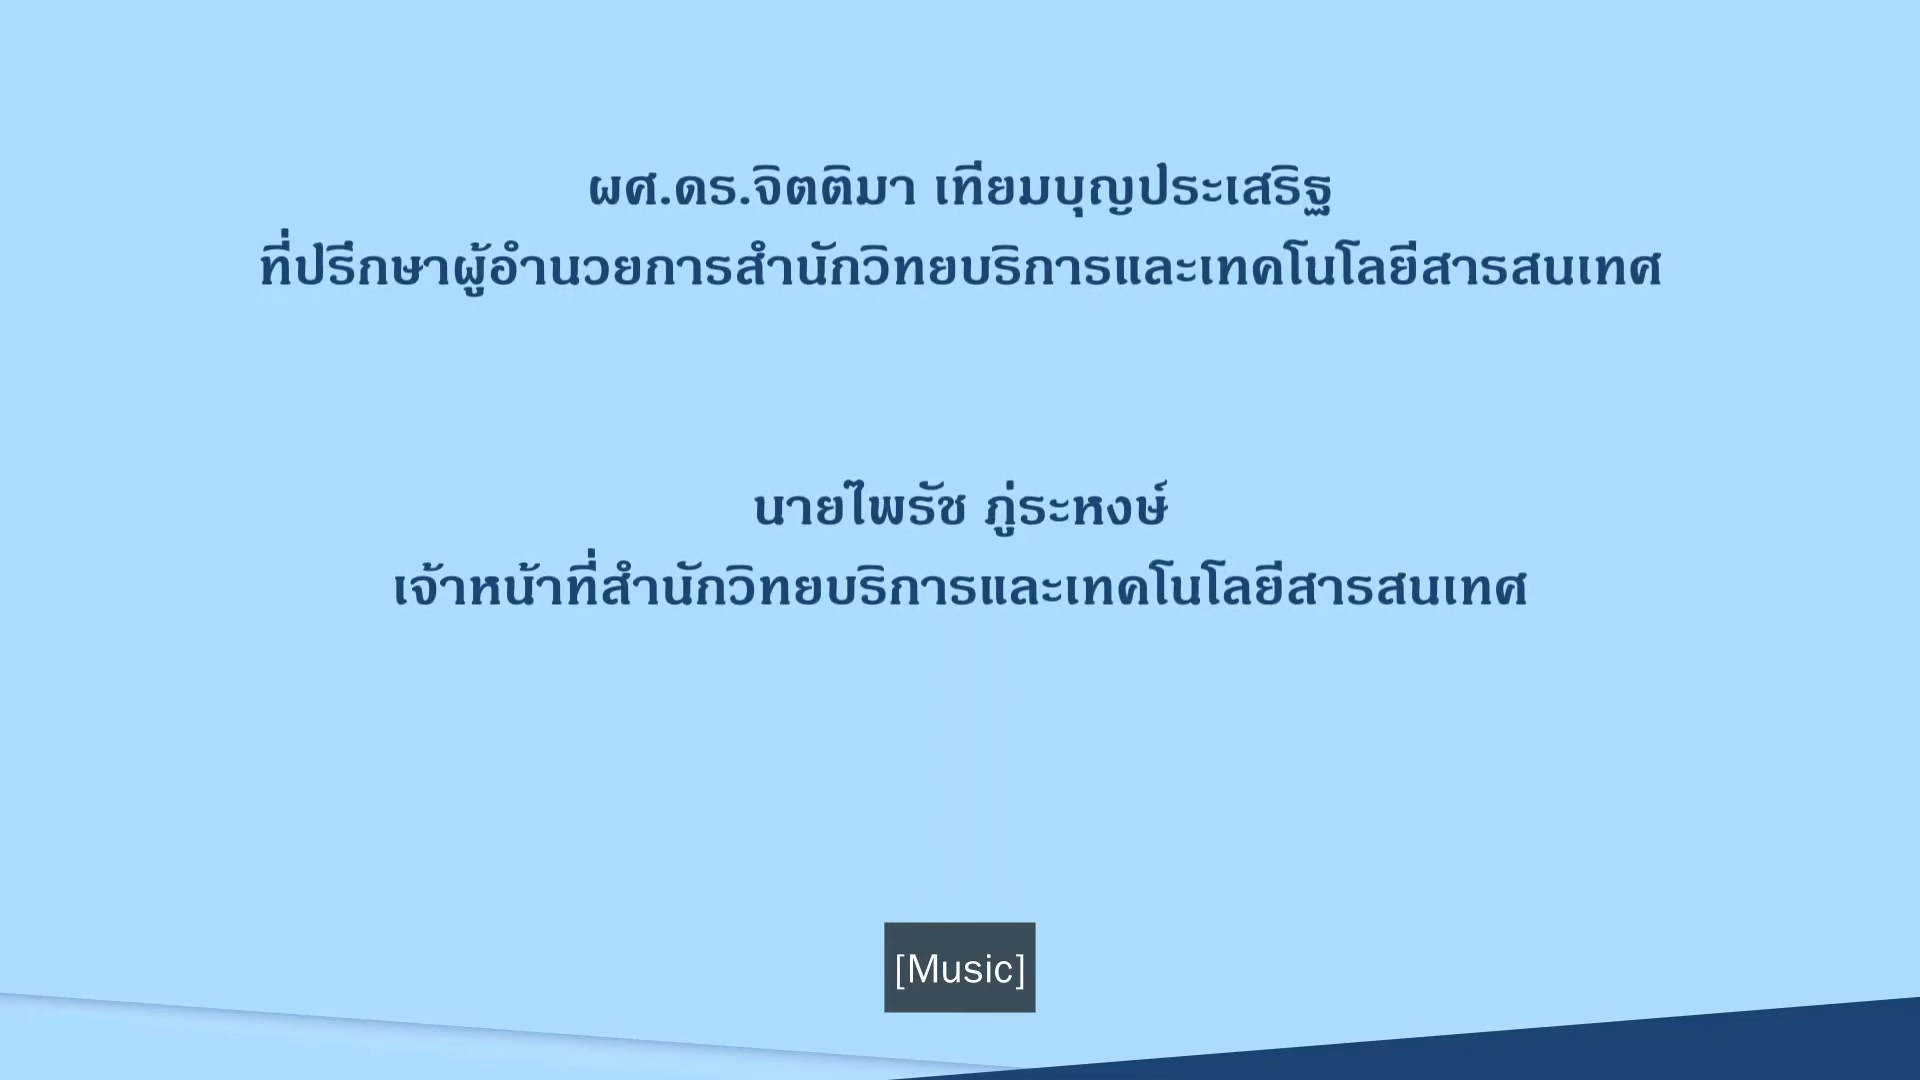 ผศ.ดร.จิตติมา เทียมบุญประเสริฐ
ที่ปรึกษาผู้อำนวยการสำนักวิทยบริการและเทคโนโลยีสารสนเทศ
นายไพรัช ภู่ระหงษ์
เจ้าหน้าที่สำนักวิทยบริการและเทคโนโลยีสารสนเทศ
[Music]